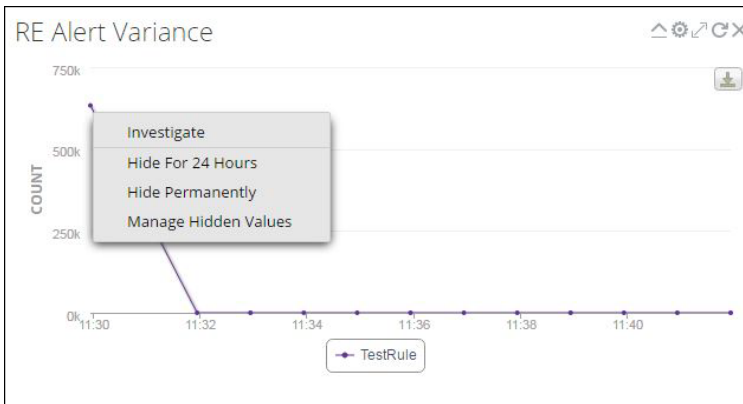 RE Alert Variance
750k
500k
250k
0k
COUNT
Investigate
Hide For 24 Hours
Hide Permanently
Manage Hidden Values
11:30 11:32 11:34 11:36 11:38 11:40
TestRule